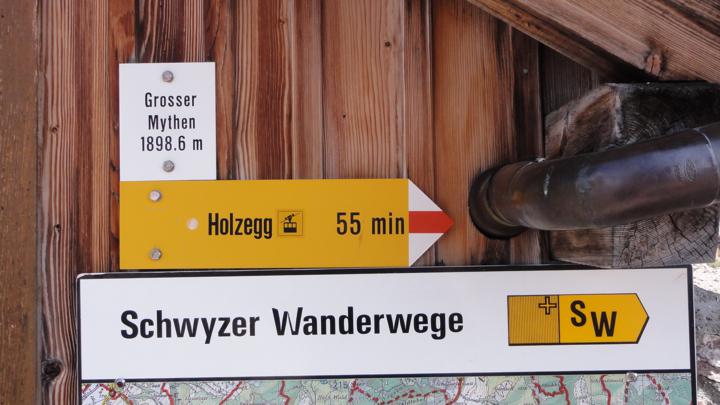 Grosser
Mythen
1898.6 m
Holzegg 55 min
Schwyzer Wanderwege
SW